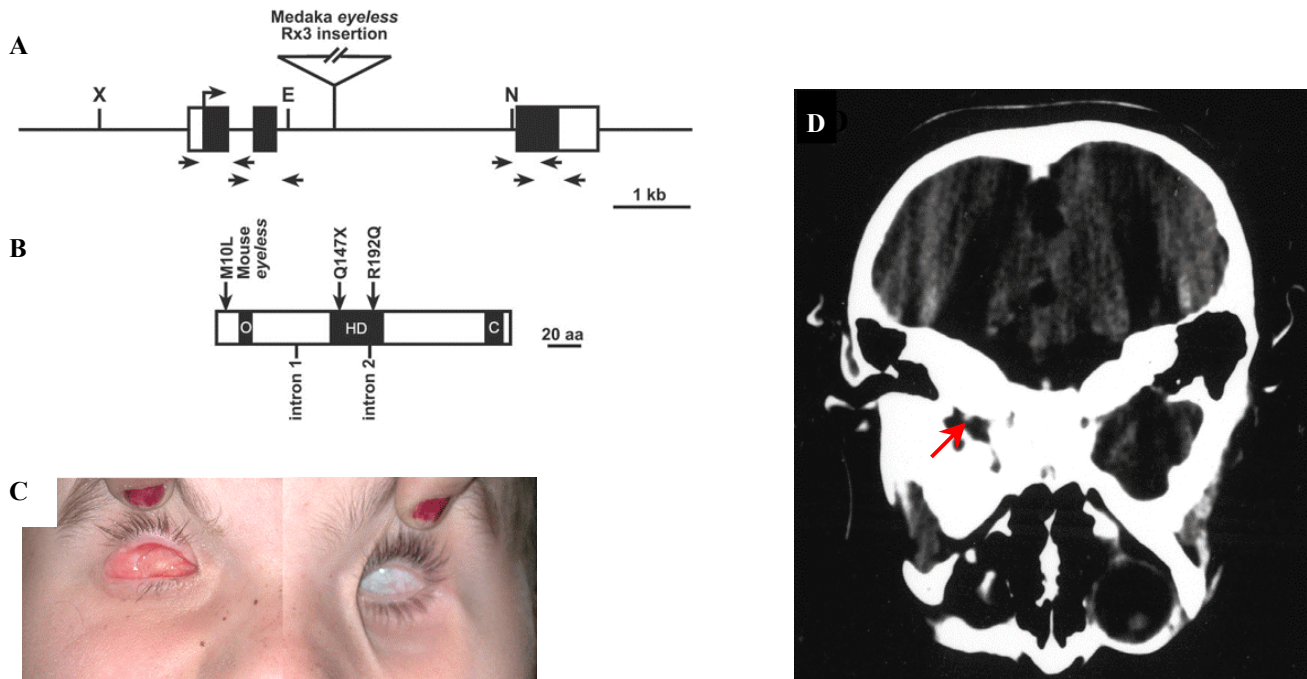 A
Medaka eyeless
Rx3 insertion
X
E
N
1 kb
B
M10L
Mouse
eyeless
Q147X
R192Q
O
HD
C
20 aa
intron 1
intron 2
C
D